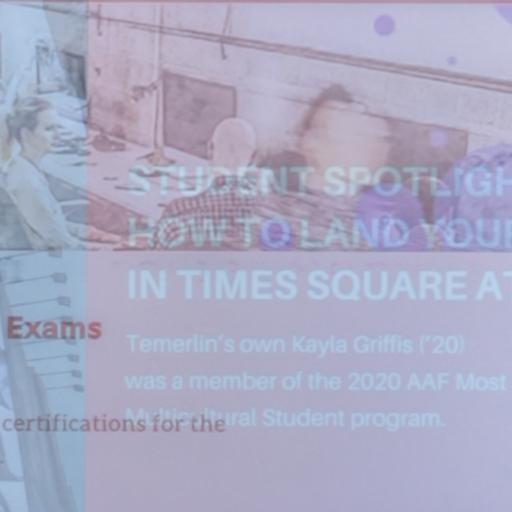 STUDENT SPOTLIGH
HOW TO LAND YOUR
IN TIMES SQUARE AT
Exams
Temerlin's own Kayla Griffis ('20)
was a member of the 2020 AAF Most
Multicultural Student program.
certifications for the